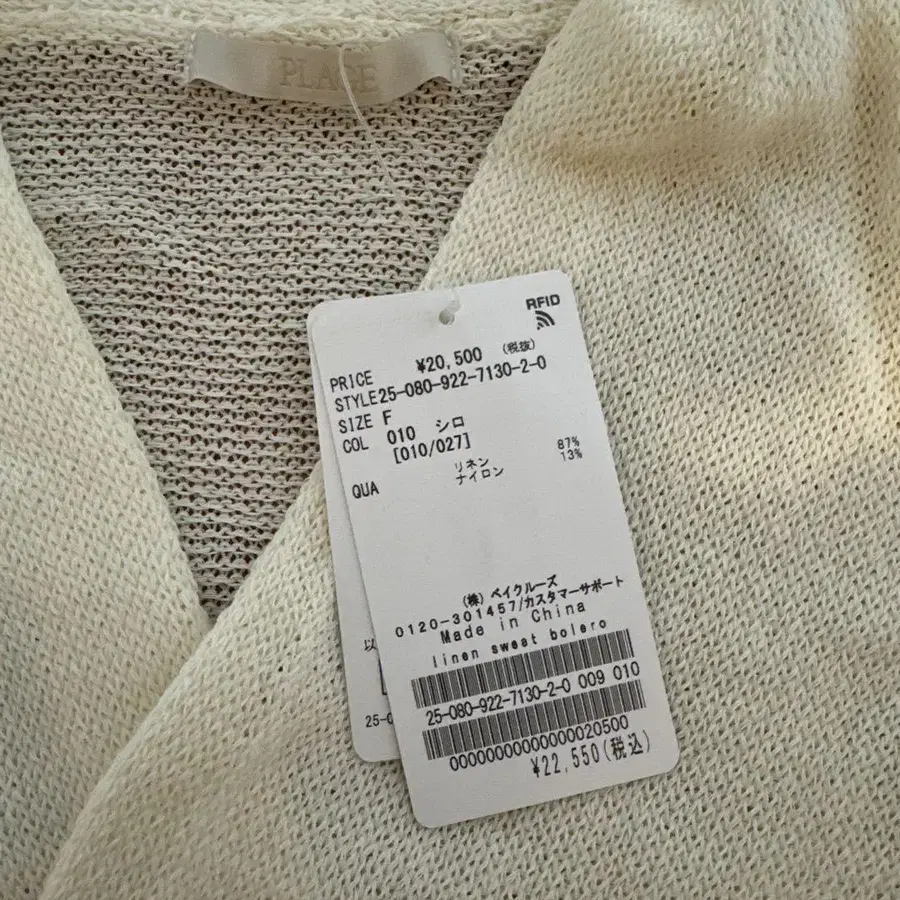 PLAGE
RFID
PRICE ¥20,500 (税抜)
STYLE25-080-922-7130-2-0
SIZE F
COL 010 シロ
[010/027]
QUA リネン 87%
ナイロン 13%
(株)ベイクルーズ
0120-301457/カスタマーサポート
Made in China
linen sweat bolero
25-080-922-7130-2-0 009 010
0000000000000000020500
¥22,550(税込)
以
25-0